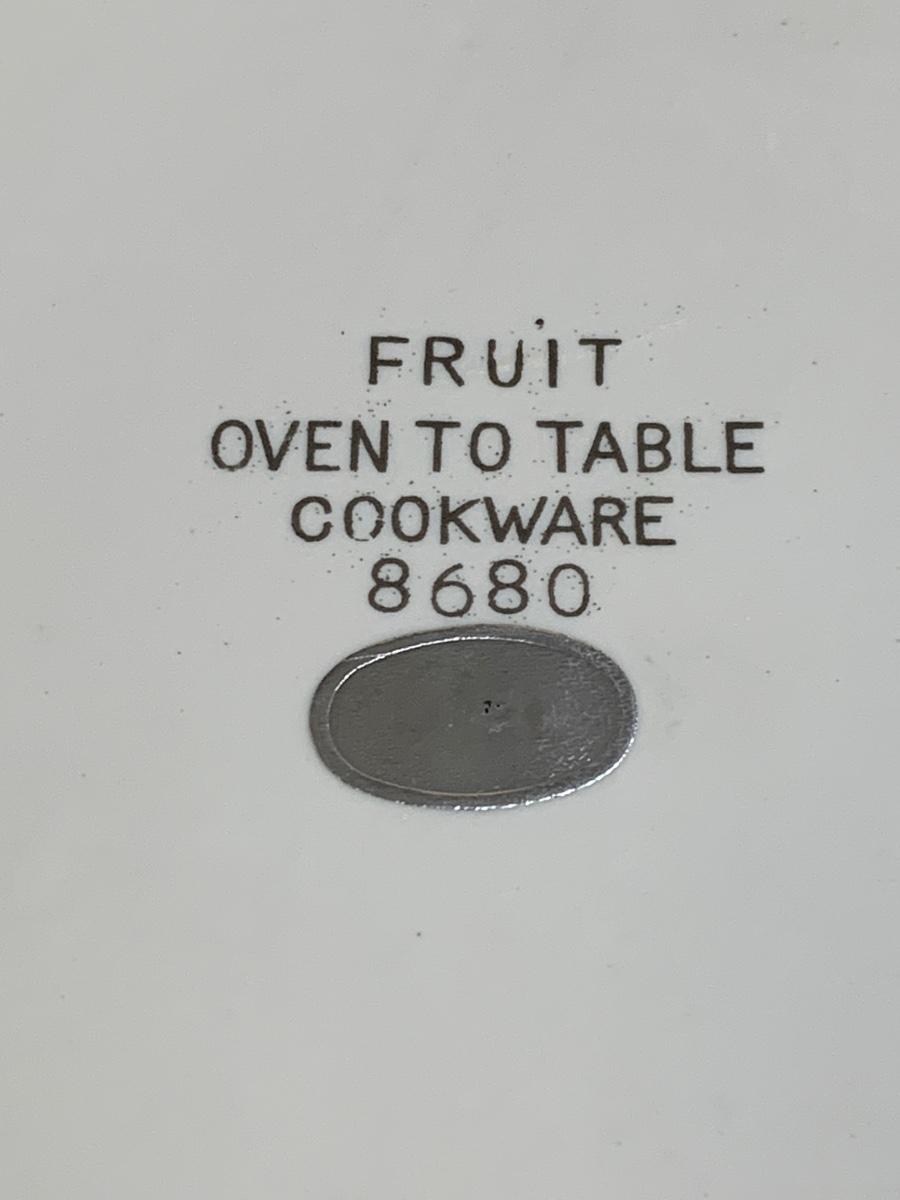 FRUIT
OVEN TO TABLE
COOKWARE
8680